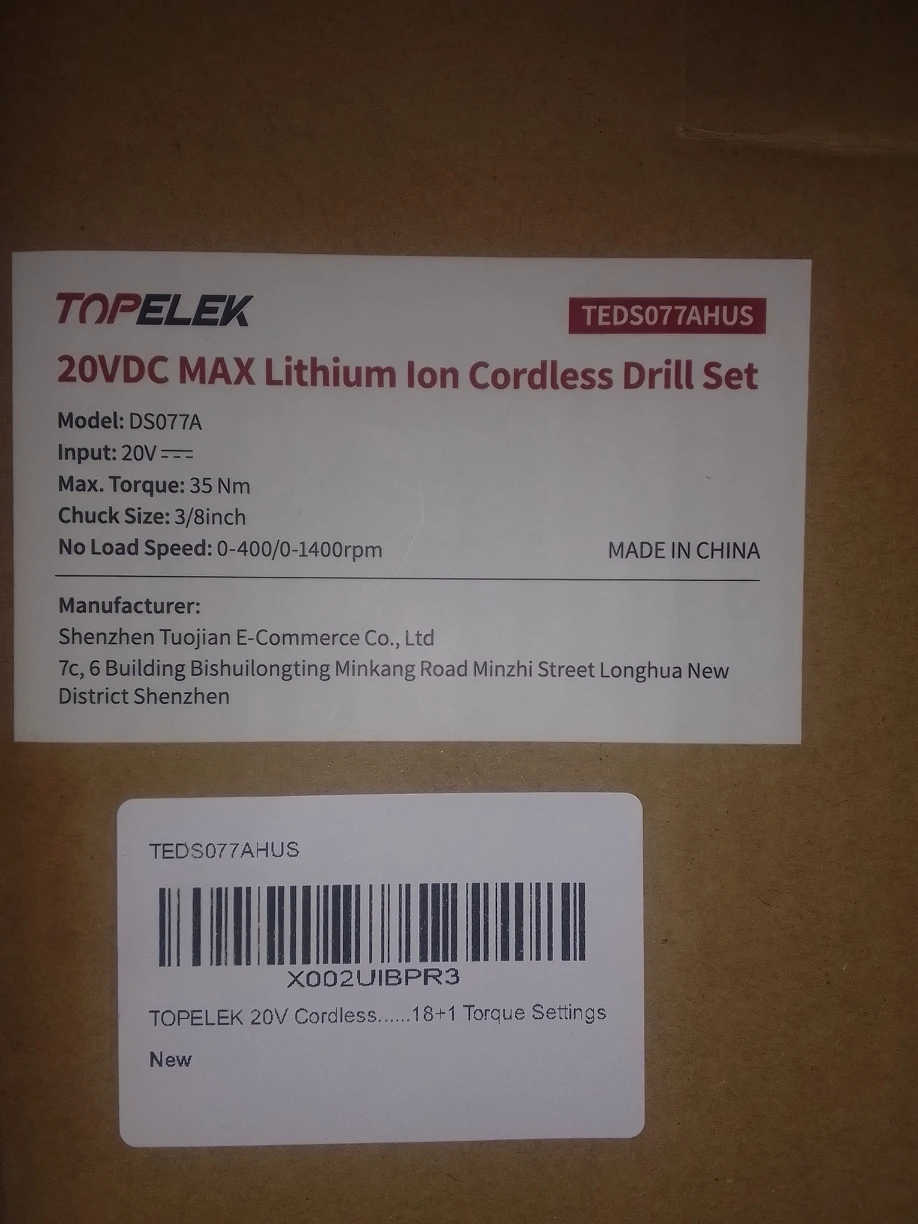 TOPELEK
TEDS077AHUS
20VDC MAX Lithium Ion Cordless Drill Set
Model: DS077A
Input: 20V ⎓
Max. Torque: 35 Nm
Chuck Size: 3/8inch
No Load Speed: 0-400/0-1400rpm
MADE IN CHINA
Manufacturer:
Shenzhen Tuojian E-Commerce Co., Ltd
7c, 6 Building Bishuilongting Minkang Road Minzhi Street Longhua New
District Shenzhen
TEDS077AHUS
X002UIBPR3
TOPELEK 20V Cordless......18+1 Torque Settings
New